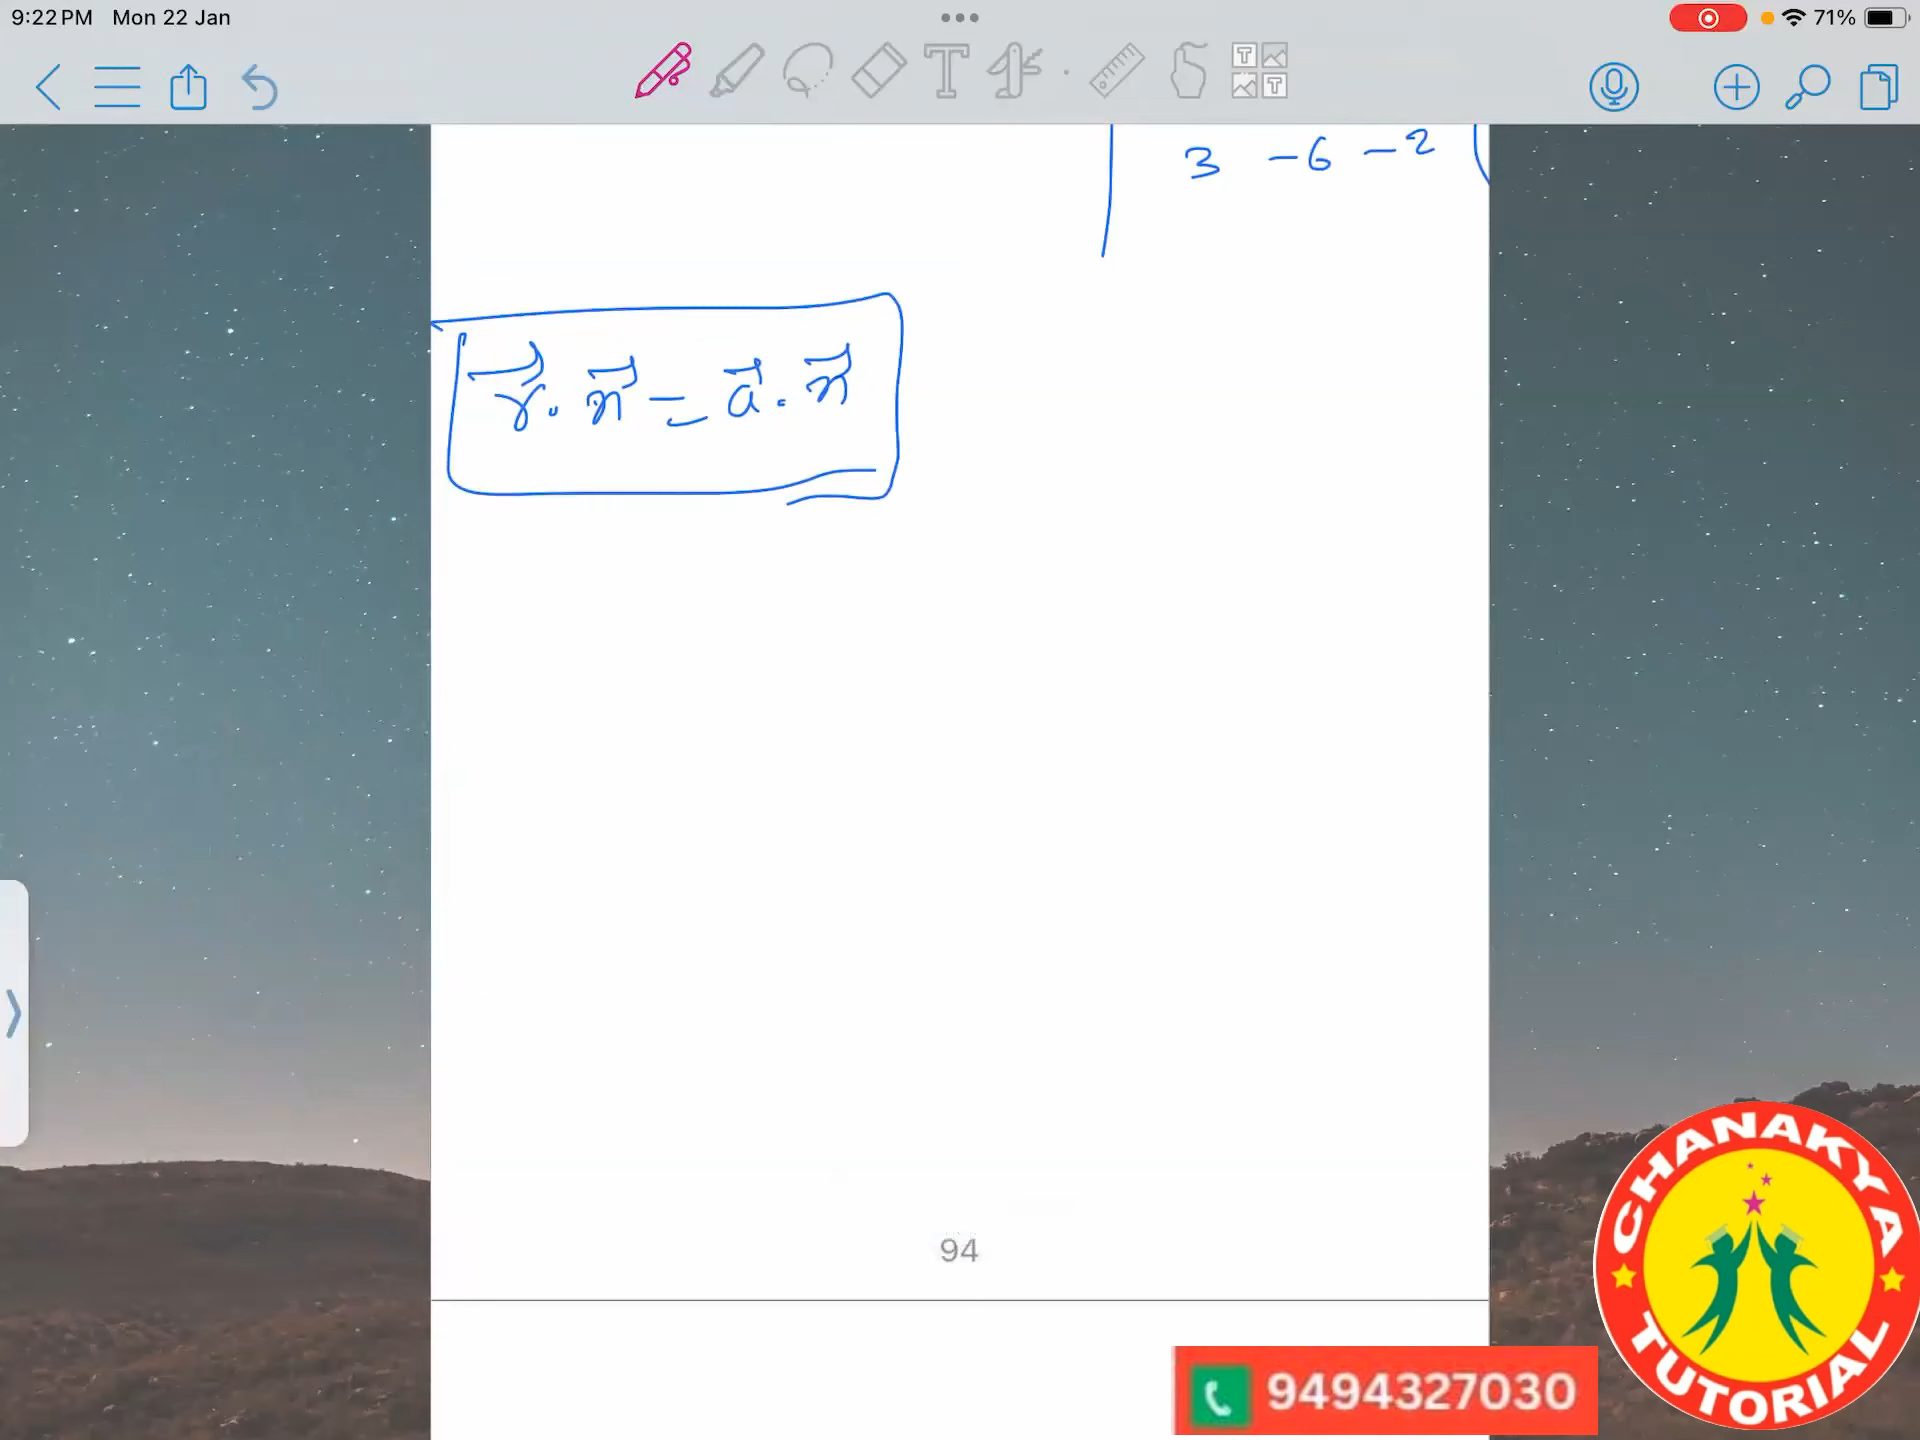 9:22 PM Mon 22 Jan
71%
3 -6 -2
r⃗ . n⃗ = a⃗ . n⃗
94
CHANAKYA
TUTORIAL
9494327030